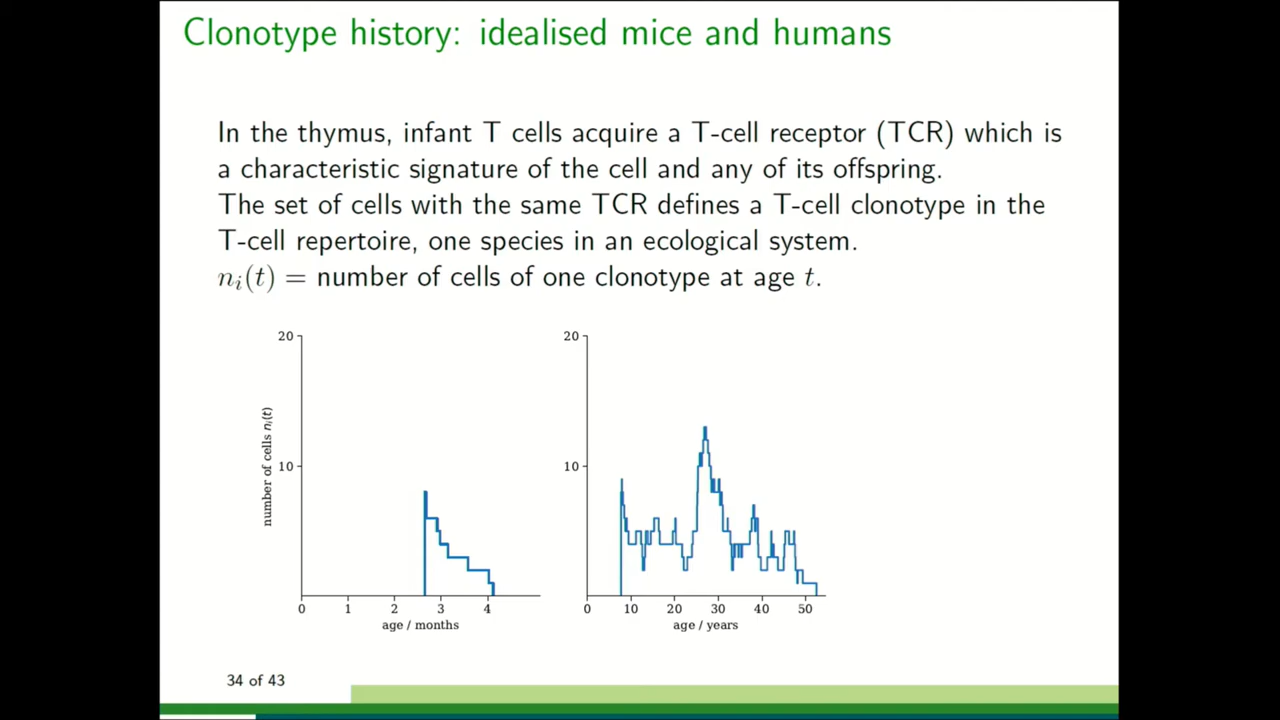 Clonotype history: idealised mice and humans
In the thymus, infant T cells acquire a T-cell receptor (TCR) which is
a characteristic signature of the cell and any of its offspring.
The set of cells with the same TCR defines a T-cell clonotype in the
T-cell repertoire, one species in an ecological system.
nᵢ(t) = number of cells of one clonotype at age t.
20
10
number of cells nᵢ(t)
0 1 2 3 4
age / months
20
10
0 10 20 30 40 50
age / years
34 of 43